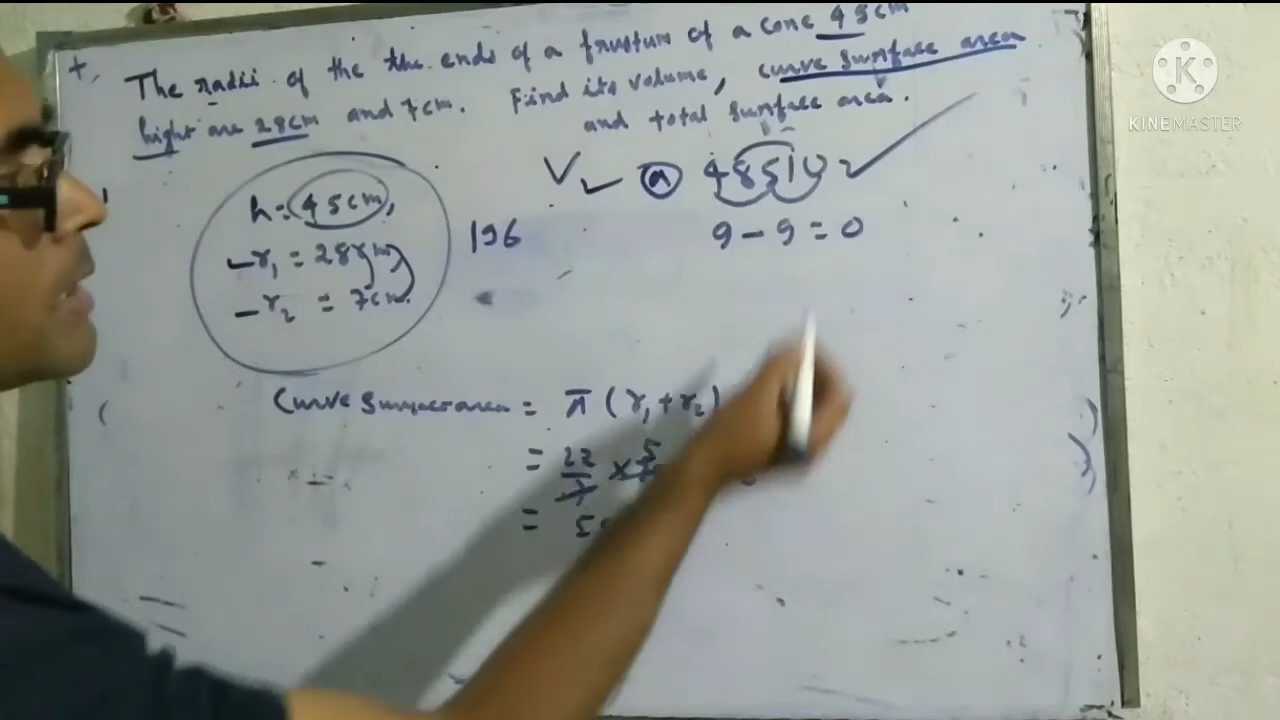 The radii of the the ends of a frustum of a cone 45cm
hight are 28cm and 7cm. Find its volume, curve surface area
and total surface area.
V ⓐ 48510
h = 45cm,
9 - 9 = 0
196
r₁ = 28cm
r₂ = 7cm.
Curve surface area = π (r₁ + r₂)
= 22/7 × 5
=
K
KINEMASTER